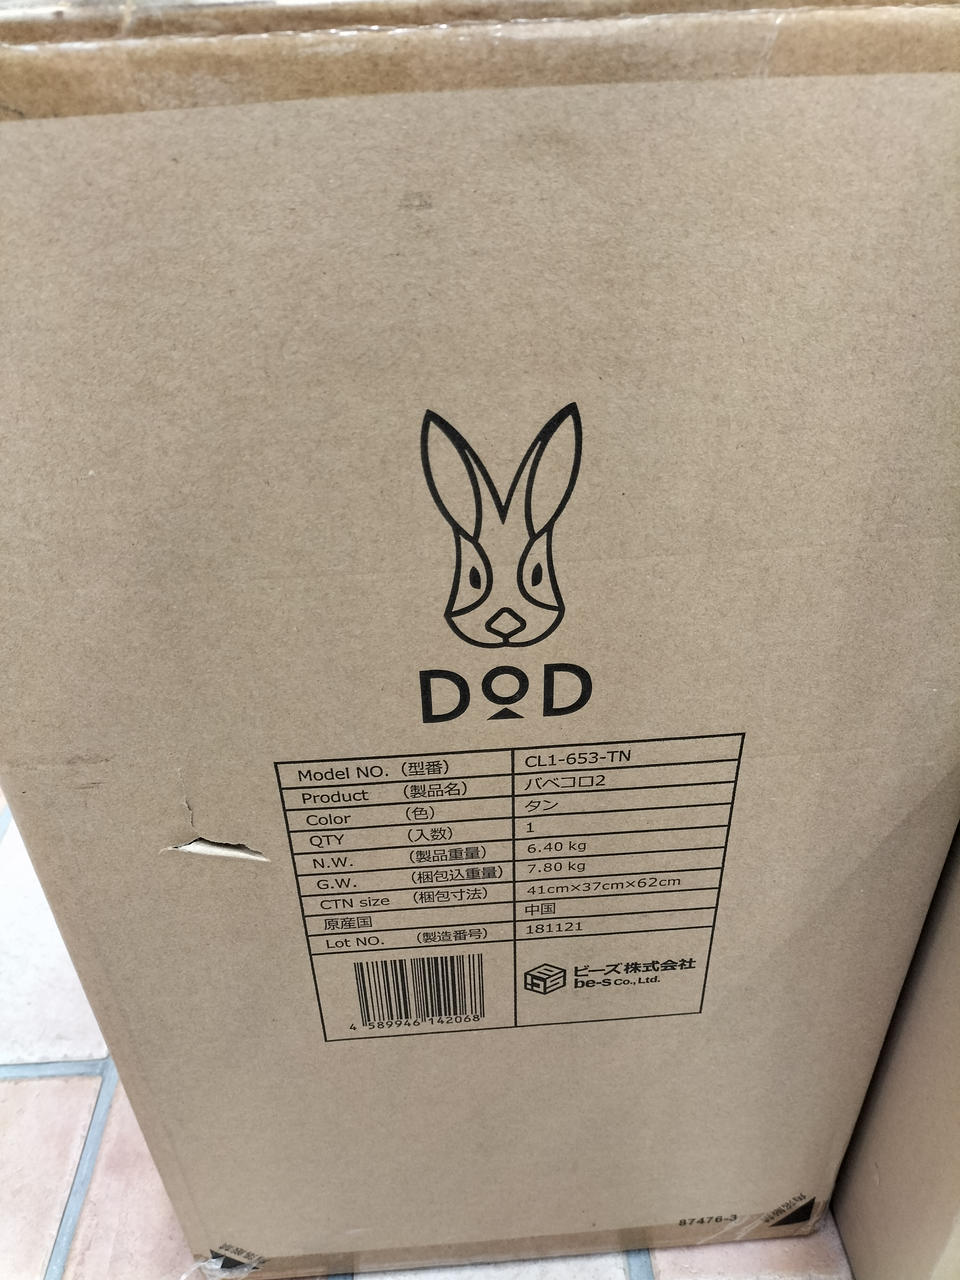 DOD
Model NO.（型番） CL1-653-TN
Product （製品名） バベコロ2
Color （色） タン
QTY （入数） 1
N.W. （製品重量） 6.40 kg
G.W. （梱包込重量） 7.80 kg
CTN size （梱包寸法） 41cm×37cm×62cm
原産国 中国
Lot NO. （製造番号） 181121
ビーズ株式会社
be-s Co., Ltd.
4 589946 142068
87476-3